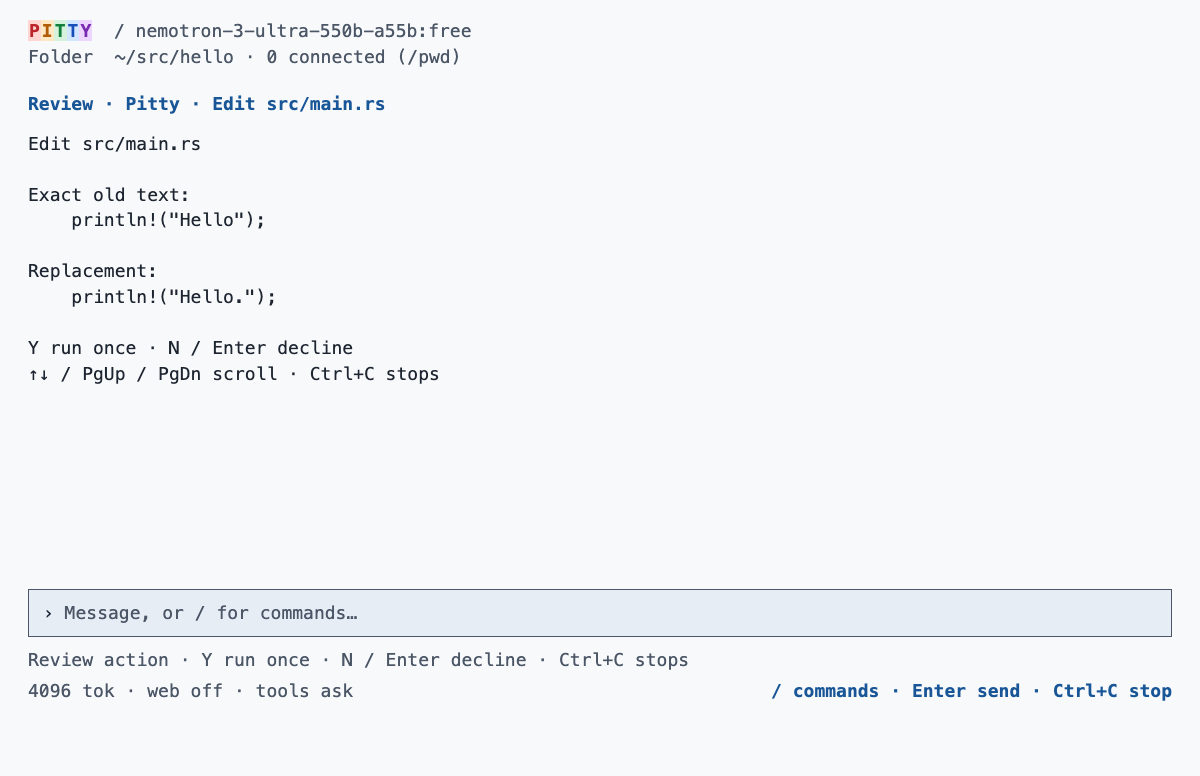 PITTY / nemotron-3-ultra-550b-a55b:free
Folder ~/src/hello · 0 connected (/pwd)
Review · Pitty · Edit src/main.rs
Edit src/main.rs
Exact old text:
    println!("Hello");
Replacement:
    println!("Hello.");
Y run once · N / Enter decline
↑↓ / PgUp / PgDn scroll · Ctrl+C stops
› Message, or / for commands…
Review action · Y run once · N / Enter decline · Ctrl+C stops
4096 tok · web off · tools ask / commands · Enter send · Ctrl+C stop